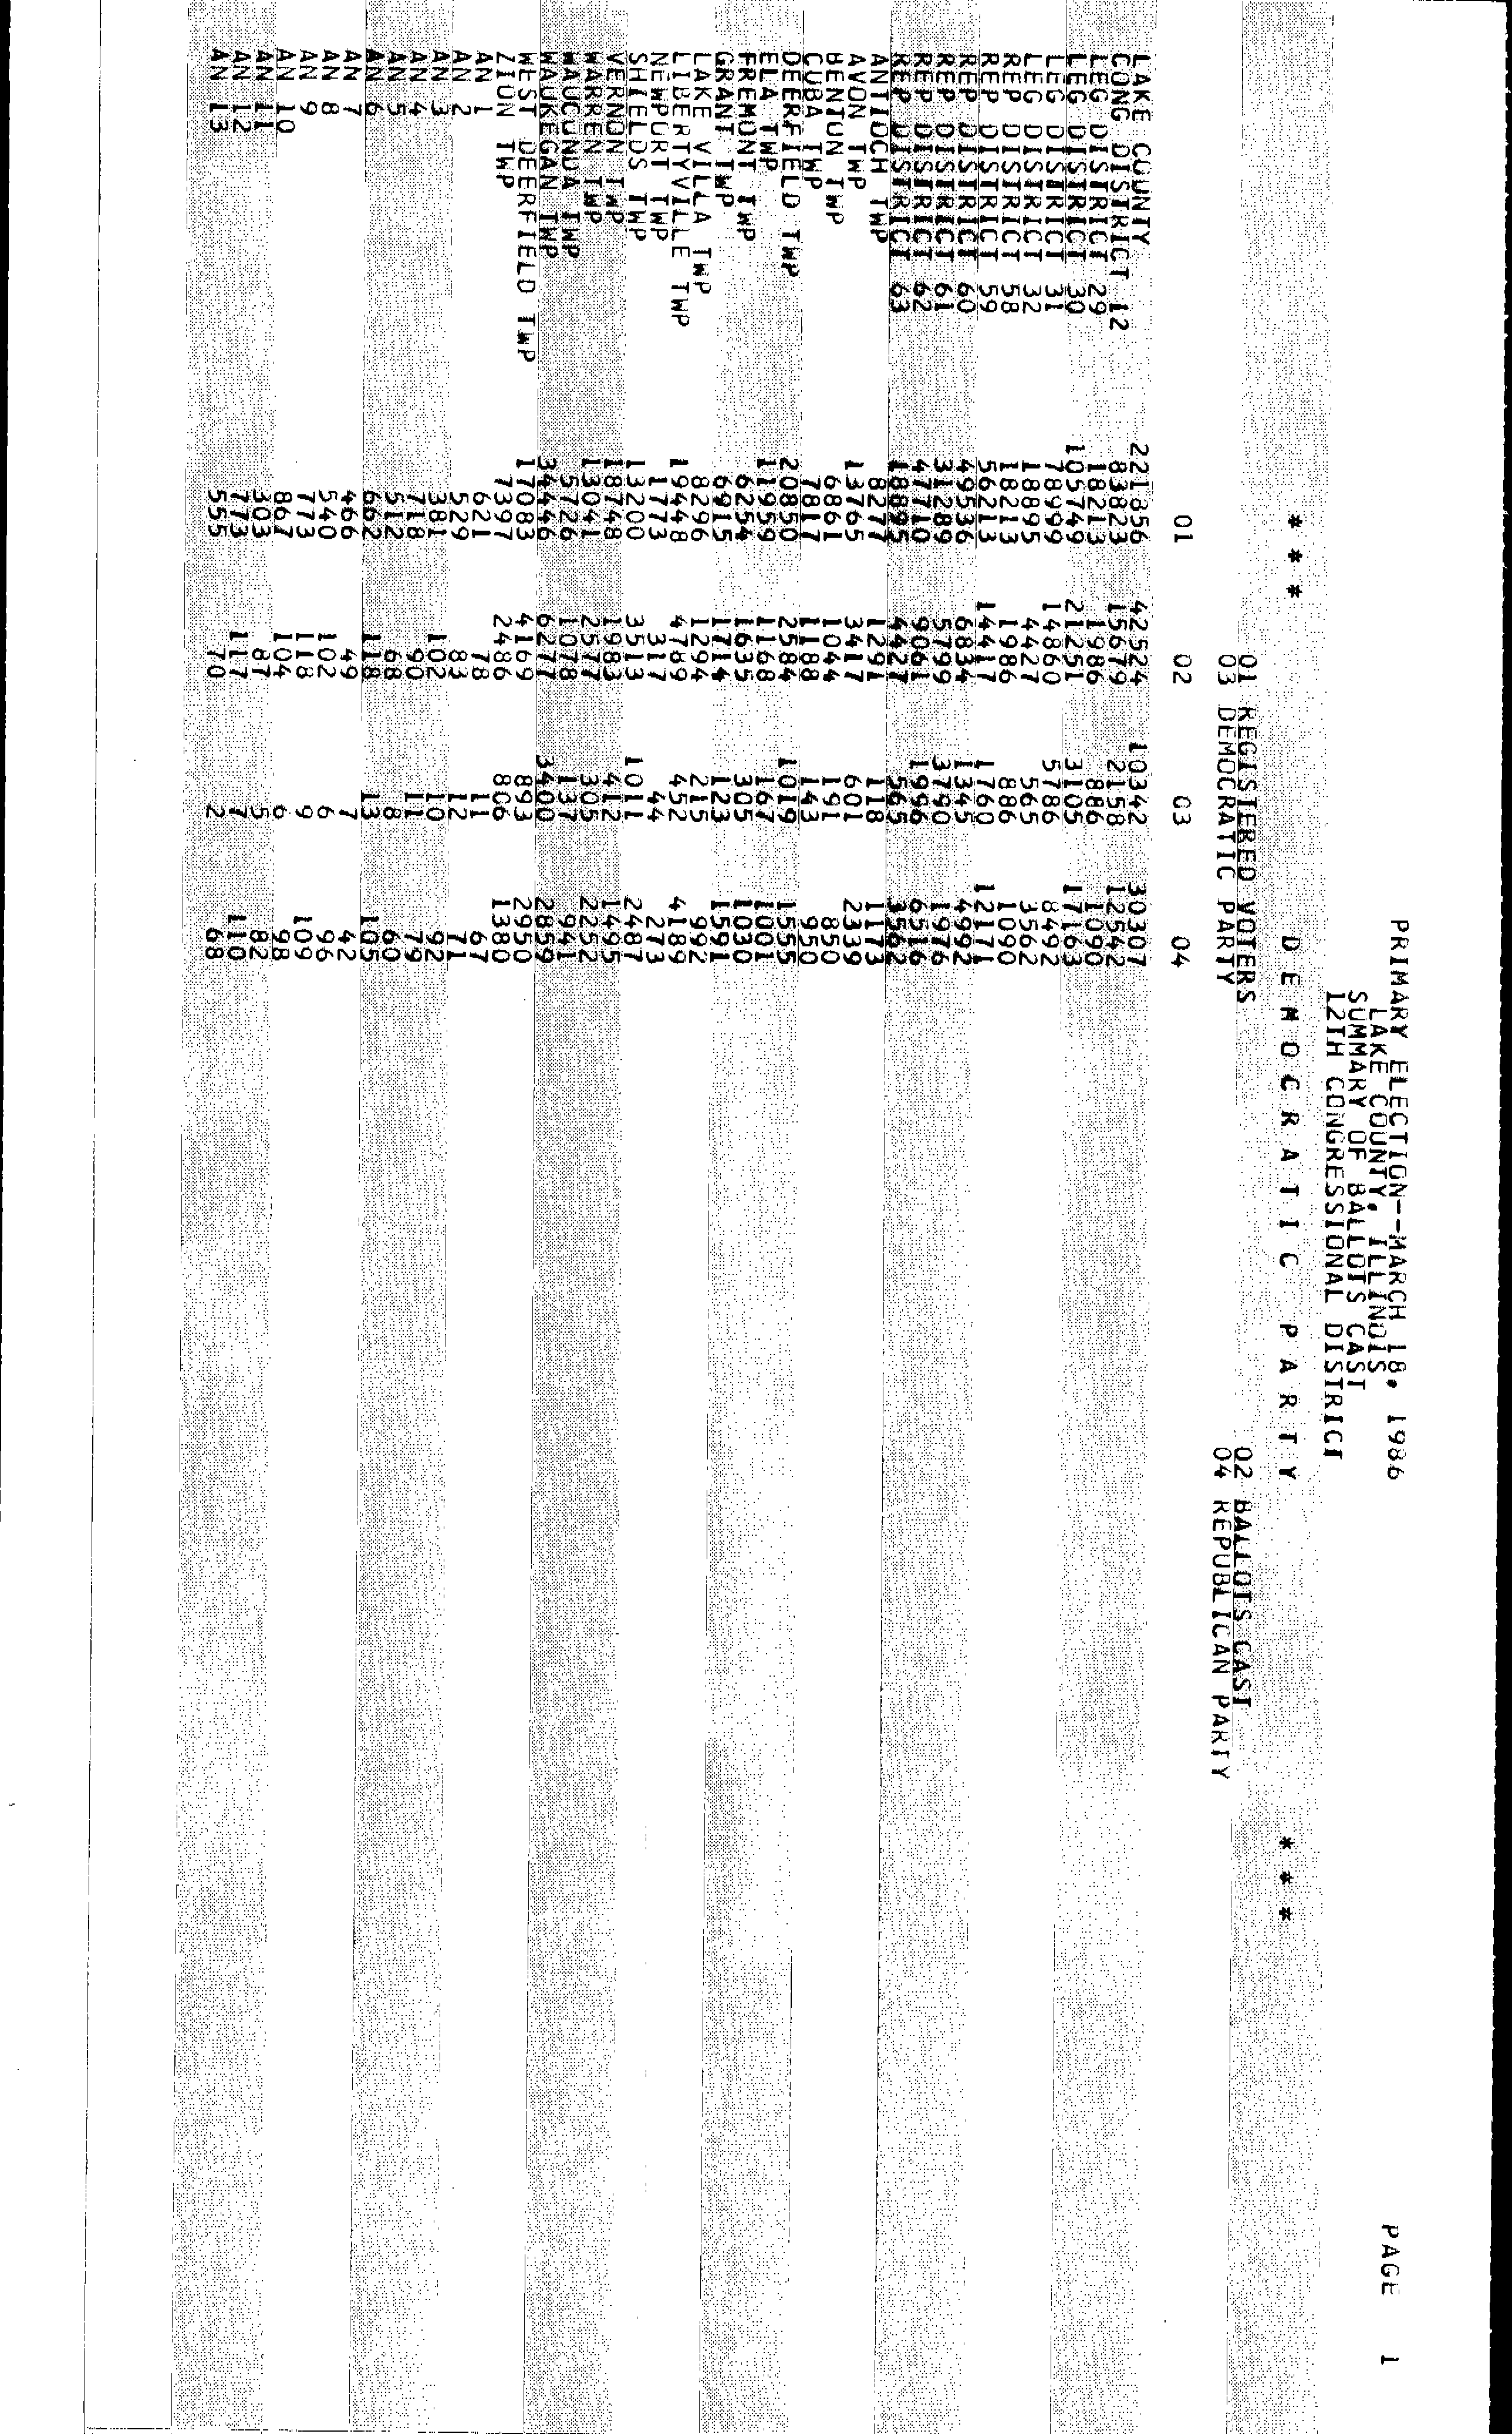 PRIMARY ELECTION--MARCH 18, 1986 PAGE 1
LAKE COUNTY, ILLINOIS
SUMMARY OF BALLOTS CAST
12TH CONGRESSIONAL DISTRICT
* * * D E M O C R A T I C P A R T Y * * *
01 REGISTERED VOTERS 02 BALLOTS CAST
03 DEMOCRATIC PARTY 04 REPUBLICAN PARTY
01 02 03 04
LAKE COUNTY 221856 42524 10342 30307
CONG DISTRICT 12 83823 15679 2158 12542
LEG DISTRICT 29 18213 1986 886 1090
LEG DISTRICT 30 105749 21251 3105 17163
LEG DISTRICT 31 78999 14860 5786 8492
LEG DISTRICT 32 18895 4427 565 3562
REP DISTRICT 58 18213 1986 886 1090
REP DISTRICT 59 56213 14417 1760 12171
REP DISTRICT 60 49536 6834 1345 4992
REP DISTRICT 61 31289 5799 3790 1976
REP DISTRICT 62 47710 9061 1996 6516
REP DISTRICT 63 18895 4427 565 3562
ANTIOCH TWP 8277 1291 118 1173
AVON TWP 13765 3417 601 2339
BENTON TWP 6861 1044 191 850
CUBA TWP 7817 1188 143 950
DEERFIELD TWP 20850 2584 1019 1555
ELA TWP 11959 1168 167 1001
FREMONT TWP 6254 1635 305 1030
GRANT TWP 6915 1714 123 1591
LAKE VILLA TWP 8296 1294 215 992
LIBERTYVILLE TWP 19448 4789 452 4189
NEWPORT TWP 1773 317 44 273
SHIELDS TWP 13200 3513 1011 2487
VERNON TWP 18748 1983 412 1495
WARREN TWP 13041 2577 305 2252
WAUCONDA TWP 5726 1078 137 941
WAUKEGAN TWP 34446 6277 3400 2859
WEST DEERFIELD TWP 17083 4169 893 2950
ZION TWP 7397 2486 806 1380
AN 1 621 78 11 67
AN 2 529 83 12 71
AN 3 381 102 10 92
AN 4 718 90 11 79
AN 5 512 68 8 60
AN 6 662 118 13 105
AN 7 466 49 7 42
AN 8 540 102 6 96
AN 9 773 118 9 109
AN 10 867 104 6 98
AN 11 303 87 5 82
AN 12 773 117 7 110
AN 13 555 70 2 68